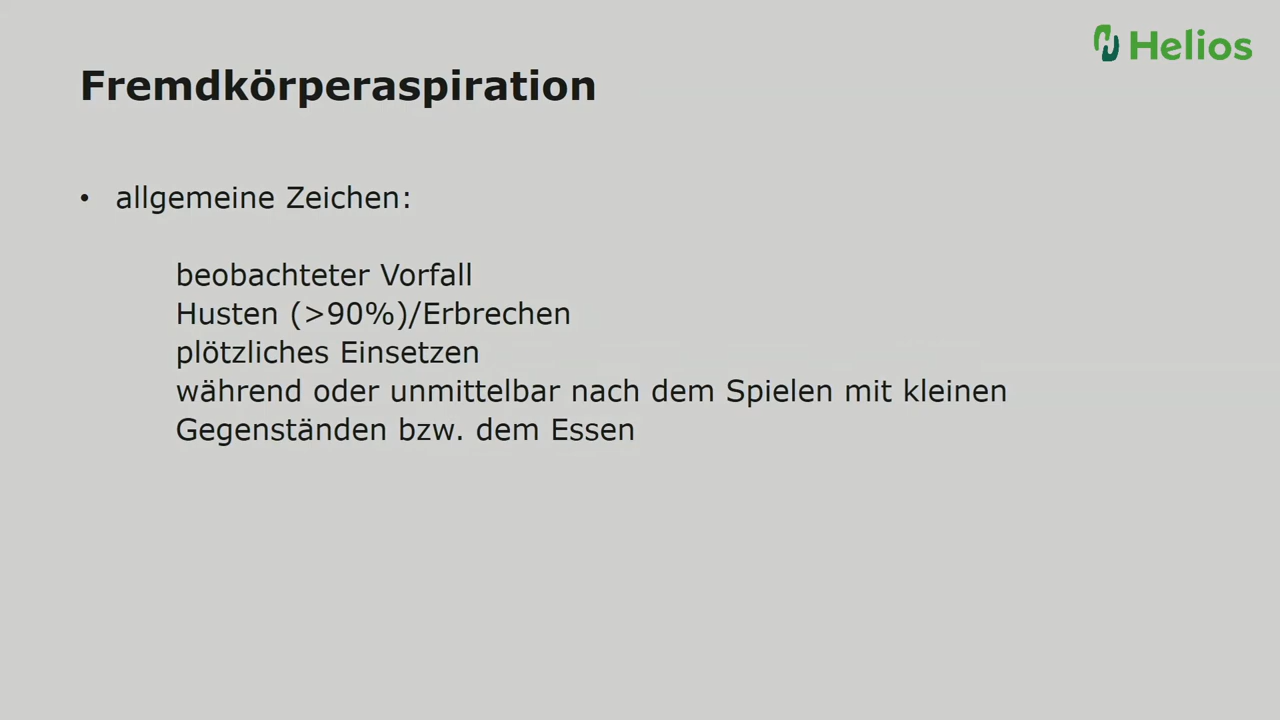 Helios
Fremdkörperaspiration
• allgemeine Zeichen:
beobachteter Vorfall
Husten (>90%)/Erbrechen
plötzliches Einsetzen
während oder unmittelbar nach dem Spielen mit kleinen
Gegenständen bzw. dem Essen